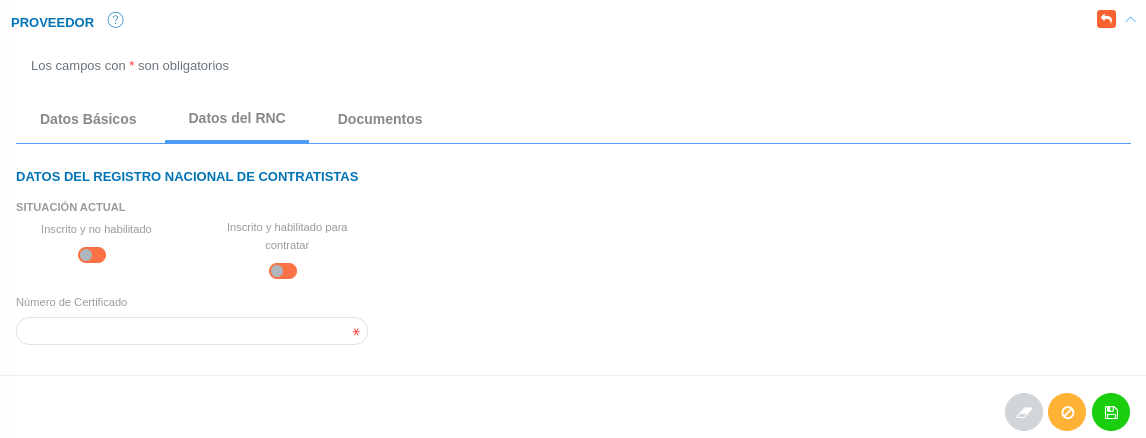 PROVEEDOR
Los campos con * son obligatorios
Datos Básicos
Datos del RNC
Documentos
DATOS DEL REGISTRO NACIONAL DE CONTRATISTAS
SITUACIÓN ACTUAL
Inscrito y no habilitado
Inscrito y habilitado para
contratar
Número de Certificado
*